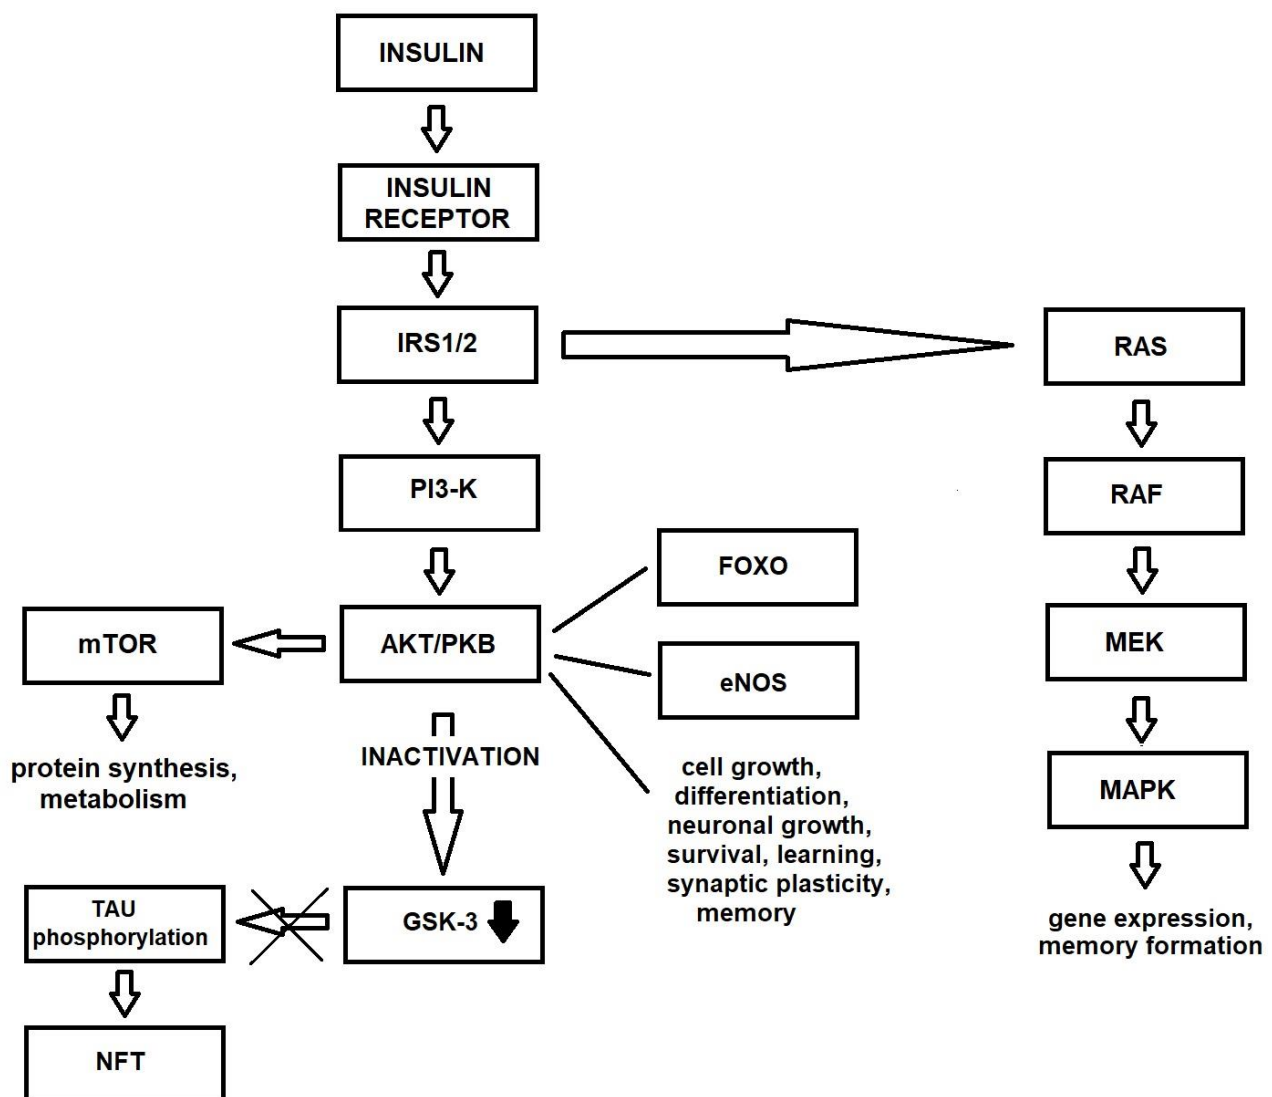 INSULIN
INSULIN
RECEPTOR
IRS1/2
RAS
PI3-K
RAF
FOXO
mTOR
AKT/PKB
MEK
eNOS
INACTIVATION
protein synthesis,
metabolism
cell growth,
differentiation,
neuronal growth,
survival, learning,
synaptic plasticity,
memory
MAPK
TAU
phosphorylation
GSK-3
gene expression,
memory formation
NFT